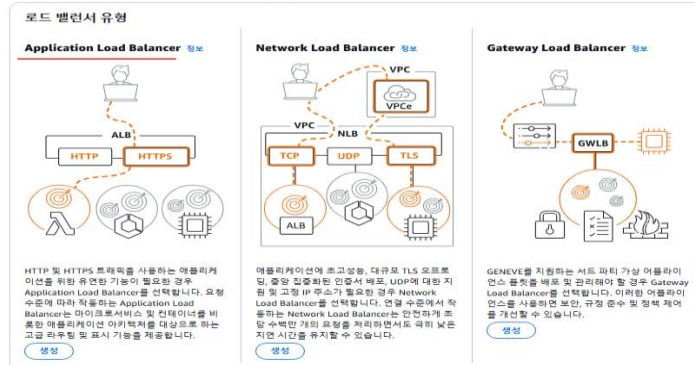 로드 밸런서 유형
Application Load Balancer 정보
ALB
HTTP
HTTPS
HTTP 및 HTTPS 트래픽을 사용하는 애플리케
이션을 위한 유연한 기능이 필요한 경우
Application Load Balancer를 선택합니다. 요청
수준에 따라 작동하는 Application Load
Balancer는 마이크로서비스 및 컨테이너를 비
롯한 애플리케이션 아키텍처를 대상으로 하는
고급 라우팅 및 표시 기능을 제공합니다.
생성
Network Load Balancer 정보
VPC
VPCe
VPC
NLB
TCP
UDP
TLS
ALB
애플리케이션에 초고성능, 대규모 TLS 오프로
딩, 중앙 집중화된 인증서 배포, UDP에 대한 지
원 및 고정 IP 주소가 필요한 경우 Network
Load Balancer를 선택합니다. 연결 수준에서 작
동하는 Network Load Balancer는 안전하게 초
당 수백만 개의 요청을 처리하면서도 극히 낮은
지연 시간을 유지할 수 있습니다.
생성
Gateway Load Balancer 정보
GWLB
GENEVE를 지원하는 서드 파티 가상 어플라이
언스 플릿을 배포 및 관리해야 할 경우 Gateway
Load Balancer를 선택합니다. 이러한 어플라이
언스를 사용하면 보안, 규정 준수 및 정책 제어
를 개선할 수 있습니다.
생성